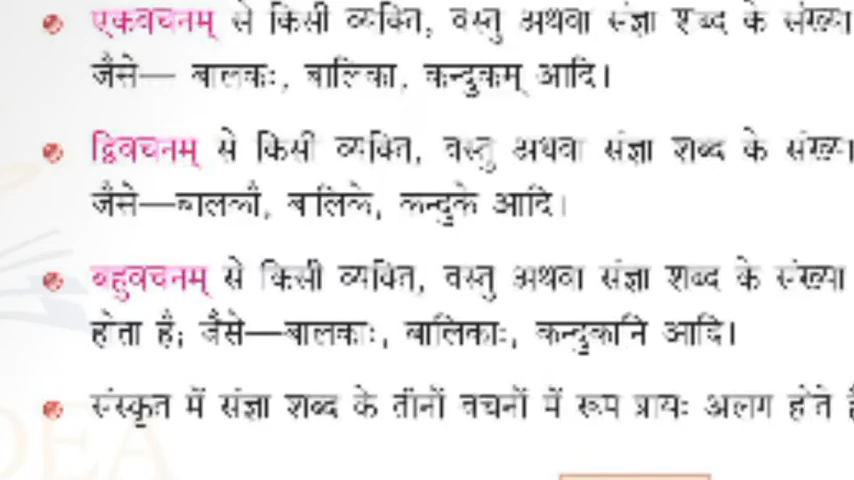 एकवचनम् से किसी व्यक्ति, वस्तु अथवा संज्ञा शब्द के संख्या
जैसे— बालकः, बालिका, कन्दुकम् आदि।
द्विवचनम् से किसी व्यक्ति, वस्तु अथवा संज्ञा शब्द के संख्या
जैसे—बालकौ, बालिके, कन्दुके आदि।
बहुवचनम् से किसी व्यक्ति, वस्तु अथवा संज्ञा शब्द के संख्या
होता है; जैसे—बालकाः, बालिकाः, कन्दुकानि आदि।
संस्कृत में संज्ञा शब्द के तीनों वचनों में रूप प्रायः अलग होते